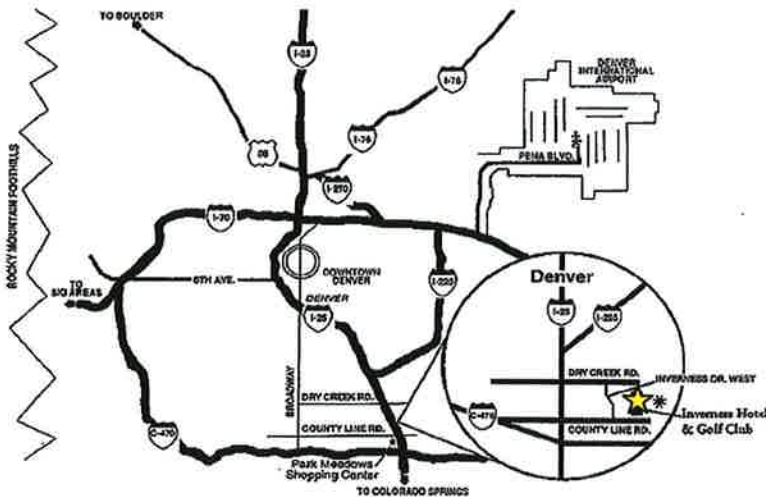 TO BOULDER
I-25
I-76
DENVER
INTERNATIONAL
AIRPORT
I-76
36
PENA BLVD.
I-270
ROCKY MOUNTAIN FOOTHILLS
I-70
TO
SKI AREAS
6TH AVE.
DOWNTOWN
DENVER
DENVER
I-225
I-25
Denver
I-25
I-225
BROADWAY
DRY CREEK RD.
DRY CREEK RD.
INVERNESS DR. WEST
C-470
COUNTY LINE RD.
C-470
COUNTY LINE RD.
Inverness Hotel
& Golf Club
Park Meadows
Shopping Center
TO COLORADO SPRINGS